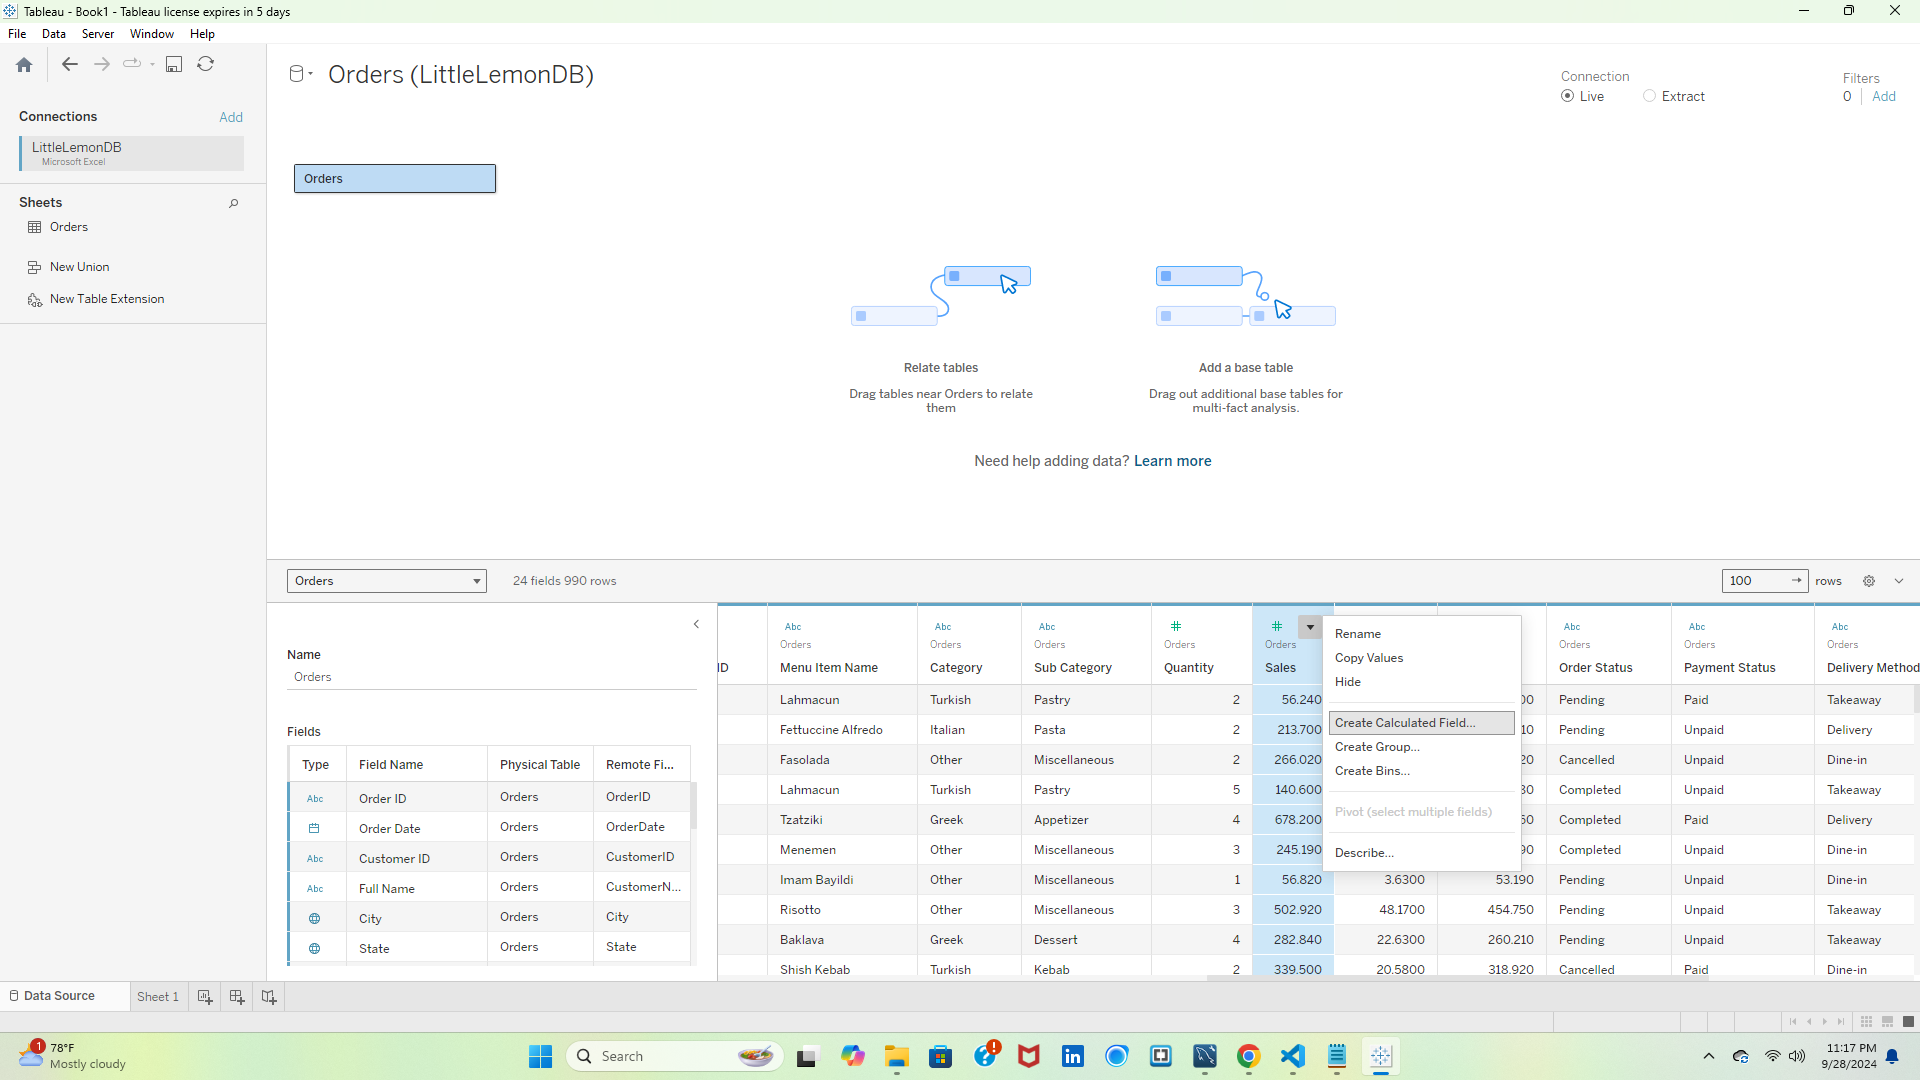 Tableau - Book1 - Tableau license expires in 5 days
File Data Server Window Help
Connections Add
LittleLemonDB
Microsoft Excel
Sheets
Orders
New Union
New Table Extension
Orders (LittleLemonDB)
Connection
Live Extract
Filters
0 Add
Orders
Relate tables
Drag tables near Orders to relate
them
Add a base table
Drag out additional base tables for
multi-fact analysis.
Need help adding data? Learn more
Orders 24 fields 990 rows 100 rows
Name
Orders
Fields
Type Field Name Physical Table Remote Fi...
Abc Order ID Orders OrderID
Order Date Orders OrderDate
Abc Customer ID Orders CustomerID
Abc Full Name Orders CustomerN...
City Orders City
State Orders State
Abc Abc Abc # # Abc Abc Abc
Orders Orders Orders Orders Orders Orders Orders Orders
ID Menu Item Name Category Sub Category Quantity Sales Order Status Payment Status Delivery Method
Lahmacun Turkish Pastry 2 56.240 00 Pending Paid Takeaway
Fettuccine Alfredo Italian Pasta 2 213.700 10 Pending Unpaid Delivery
Fasolada Other Miscellaneous 2 266.020 20 Cancelled Unpaid Dine-in
Lahmacun Turkish Pastry 5 140.600 30 Completed Unpaid Takeaway
Tzatziki Greek Appetizer 4 678.200 60 Completed Paid Delivery
Menemen Other Miscellaneous 3 245.190 90 Completed Unpaid Dine-in
Imam Bayildi Other Miscellaneous 1 56.820 3.6300 53.190 Pending Unpaid Dine-in
Risotto Other Miscellaneous 3 502.920 48.1700 454.750 Pending Unpaid Takeaway
Baklava Greek Dessert 4 282.840 22.6300 260.210 Pending Unpaid Takeaway
Shish Kebab Turkish Kebab 2 339.500 20.5800 318.920 Cancelled Paid Dine-in
Rename
Copy Values
Hide
Create Calculated Field...
Create Group...
Create Bins...
Pivot (select multiple fields)
Describe...
Data Source Sheet 1
1
78°F
Mostly cloudy
Search
11:17 PM
9/28/2024